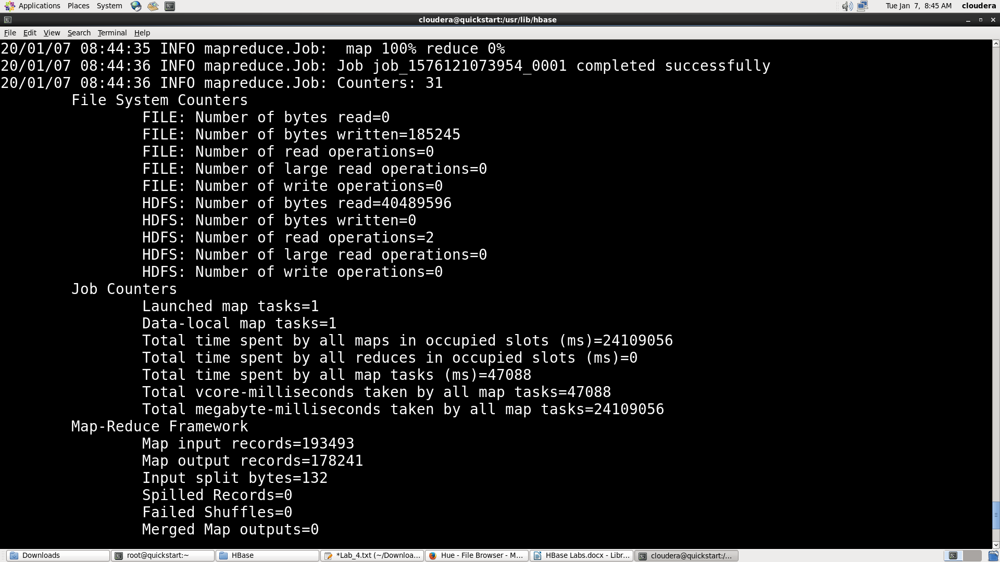 Applications Places System Tue Jan 7, 8:45 AM cloudera
cloudera@quickstart:/usr/lib/hbase
File Edit View Search Terminal Help
20/01/07 08:44:35 INFO mapreduce.Job:  map 100% reduce 0%
20/01/07 08:44:36 INFO mapreduce.Job: Job job_1576121073954_0001 completed successfully
20/01/07 08:44:36 INFO mapreduce.Job: Counters: 31
File System Counters
FILE: Number of bytes read=0
FILE: Number of bytes written=185245
FILE: Number of read operations=0
FILE: Number of large read operations=0
FILE: Number of write operations=0
HDFS: Number of bytes read=40489596
HDFS: Number of bytes written=0
HDFS: Number of read operations=2
HDFS: Number of large read operations=0
HDFS: Number of write operations=0
Job Counters
Launched map tasks=1
Data-local map tasks=1
Total time spent by all maps in occupied slots (ms)=24109056
Total time spent by all reduces in occupied slots (ms)=0
Total time spent by all map tasks (ms)=47088
Total vcore-milliseconds taken by all map tasks=47088
Total megabyte-milliseconds taken by all map tasks=24109056
Map-Reduce Framework
Map input records=193493
Map output records=178241
Input split bytes=132
Spilled Records=0
Failed Shuffles=0
Merged Map outputs=0
Downloads root@quickstart:~ HBase *Lab_4.txt (~/Downloa... Hue - File Browser - M... HBase Labs.docx - Libr... cloudera@quickstart:/...